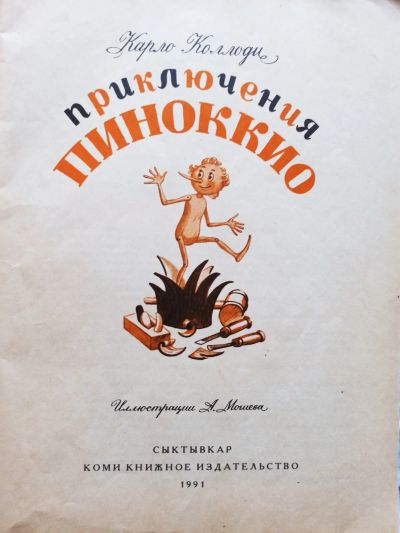 Карло Коллоди
приключения
ПИНОККИО
Иллюстрации А. Мошева
СЫКТЫВКАР
КОМИ КНИЖНОЕ ИЗДАТЕЛЬСТВО
1991